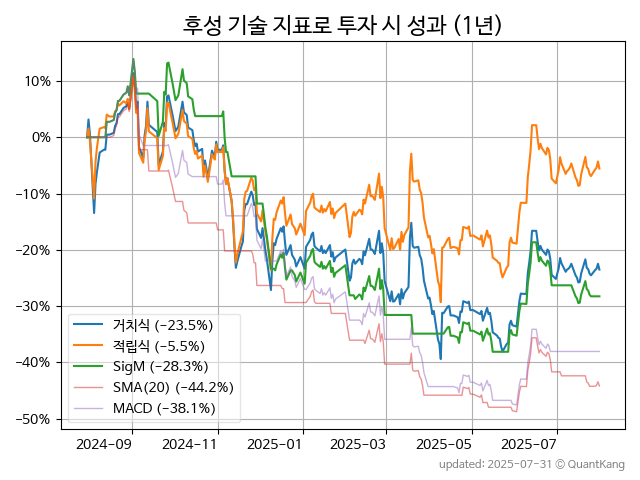 후성 기술 지표로 투자 시 성과 (1년)
10%
0%
−10%
−20%
−30%
−40%
−50%
거치식 (−23.5%)
적립식 (−5.5%)
SigM (−28.3%)
SMA(20) (−44.2%)
MACD (−38.1%)
2024−09
2024−11
2025−01
2025−03
2025−05
2025−07
updated: 2025-07-31 © QuantKang